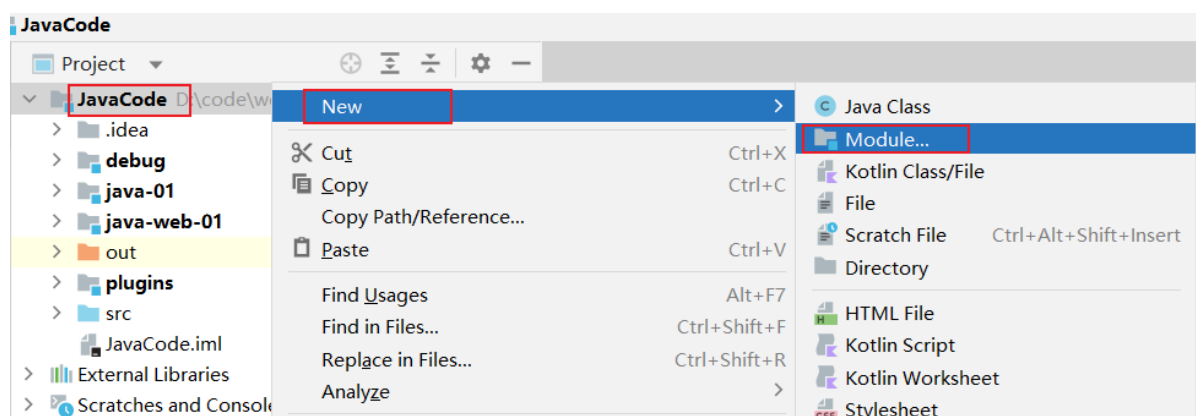 JavaCode
Project
JavaCode D:\code\w
.idea
debug
java-01
java-web-01
out
plugins
src
JavaCode.iml
External Libraries
Scratches and Console
New
Cut Ctrl+X
Copy Ctrl+C
Copy Path/Reference...
Paste Ctrl+V
Find Usages Alt+F7
Find in Files... Ctrl+Shift+F
Replace in Files... Ctrl+Shift+R
Analyze
Java Class
Module...
Kotlin Class/File
File
Scratch File Ctrl+Alt+Shift+Insert
Directory
HTML File
Kotlin Script
Kotlin Worksheet
Stylesheet